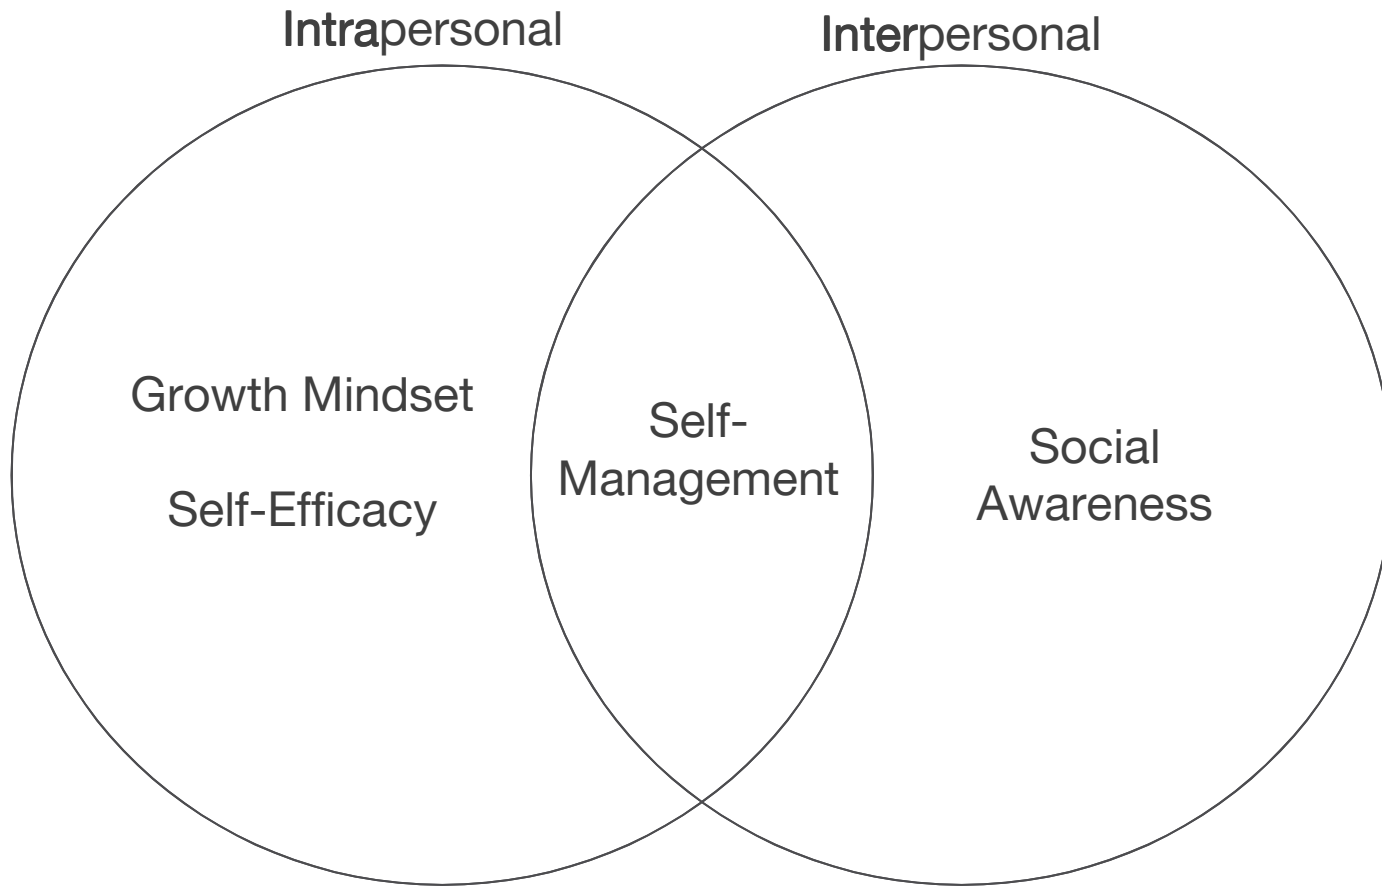 Intrapersonal
Interpersonal
Growth Mindset
Self-Efficacy
Self-
Management
Social
Awareness